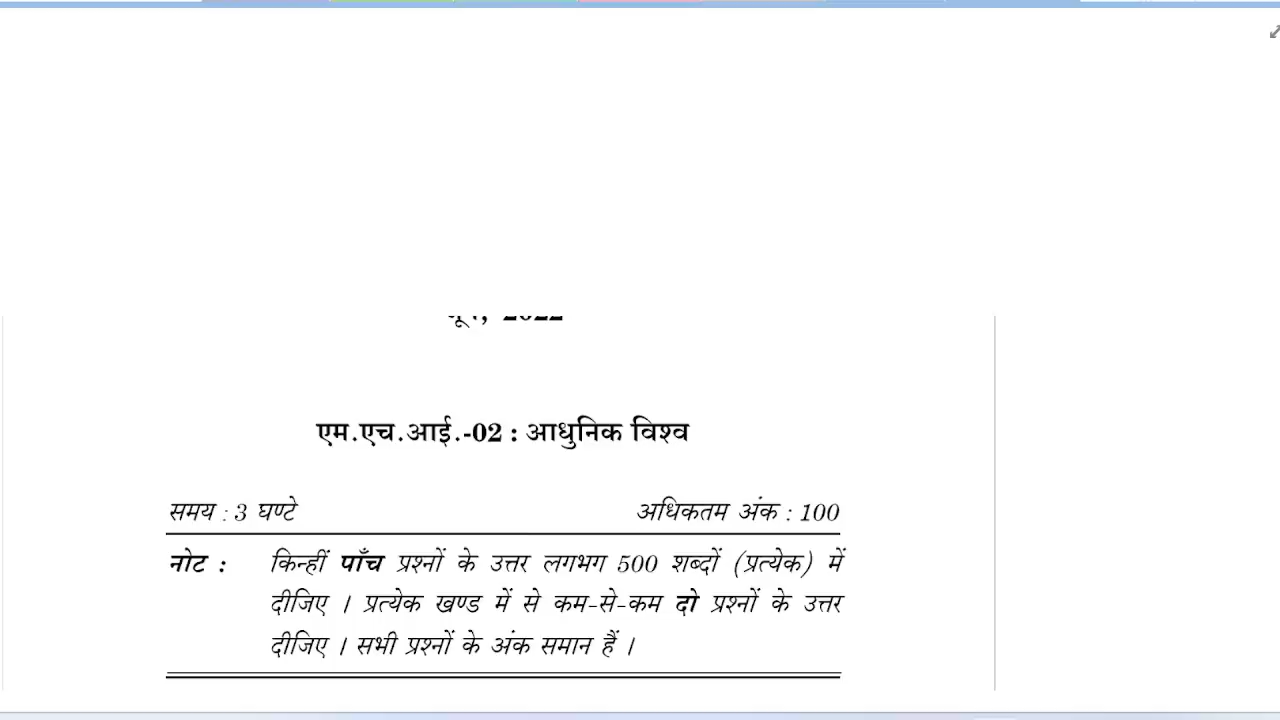 2022
एम.एच.आई.-02 : आधुनिक विश्व
समय : 3 घण्टे अधिकतम अंक : 100
नोट : किन्हीं पाँच प्रश्नों के उत्तर लगभग 500 शब्दों (प्रत्येक) में
दीजिए । प्रत्येक खण्ड में से कम-से-कम दो प्रश्नों के उत्तर
दीजिए । सभी प्रश्नों के अंक समान हैं ।